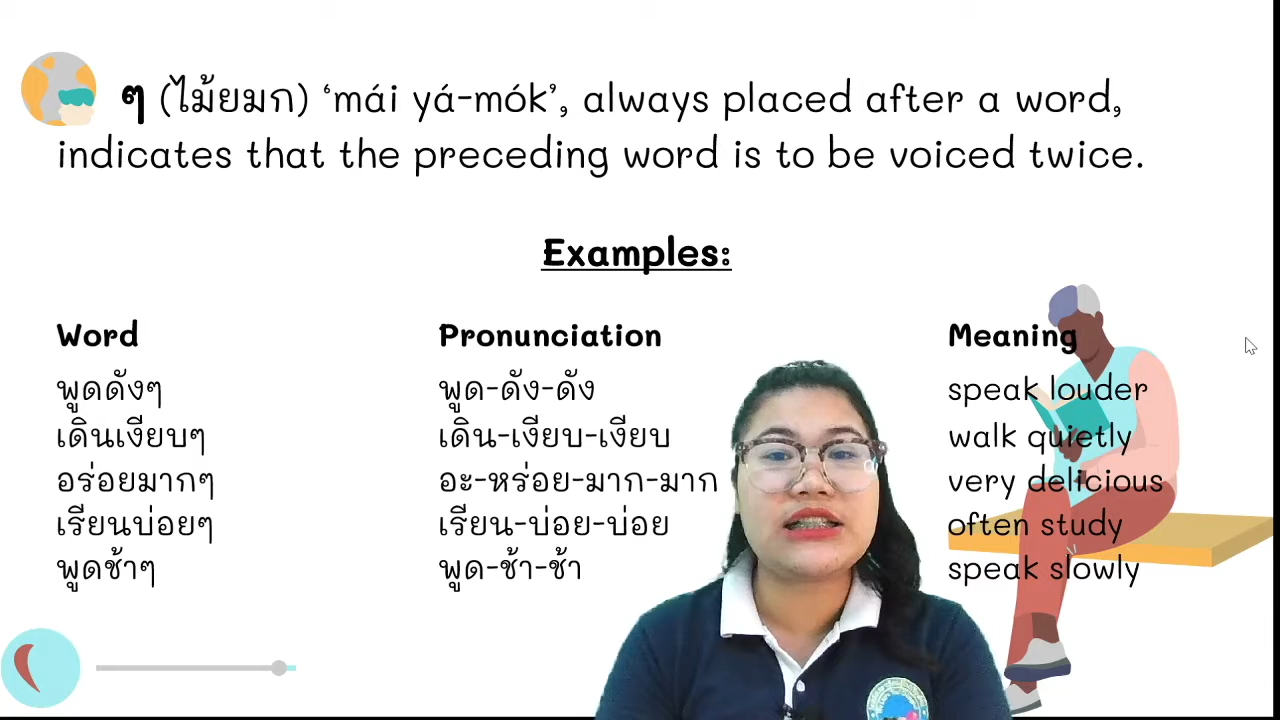 ๆ (ไม้ยมก) ‘mái yá-mók’, always placed after a word,
indicates that the preceding word is to be voiced twice.
Examples:
Word Pronunciation Meaning
พูดดังๆ พูด-ดัง-ดัง speak louder
เดินเงียบๆ เดิน-เงียบ-เงียบ walk quietly
อร่อยมากๆ อะ-หร่อย-มาก-มาก very delicious
เรียนบ่อยๆ เรียน-บ่อย-บ่อย often study
พูดช้าๆ พูด-ช้า-ช้า speak slowly